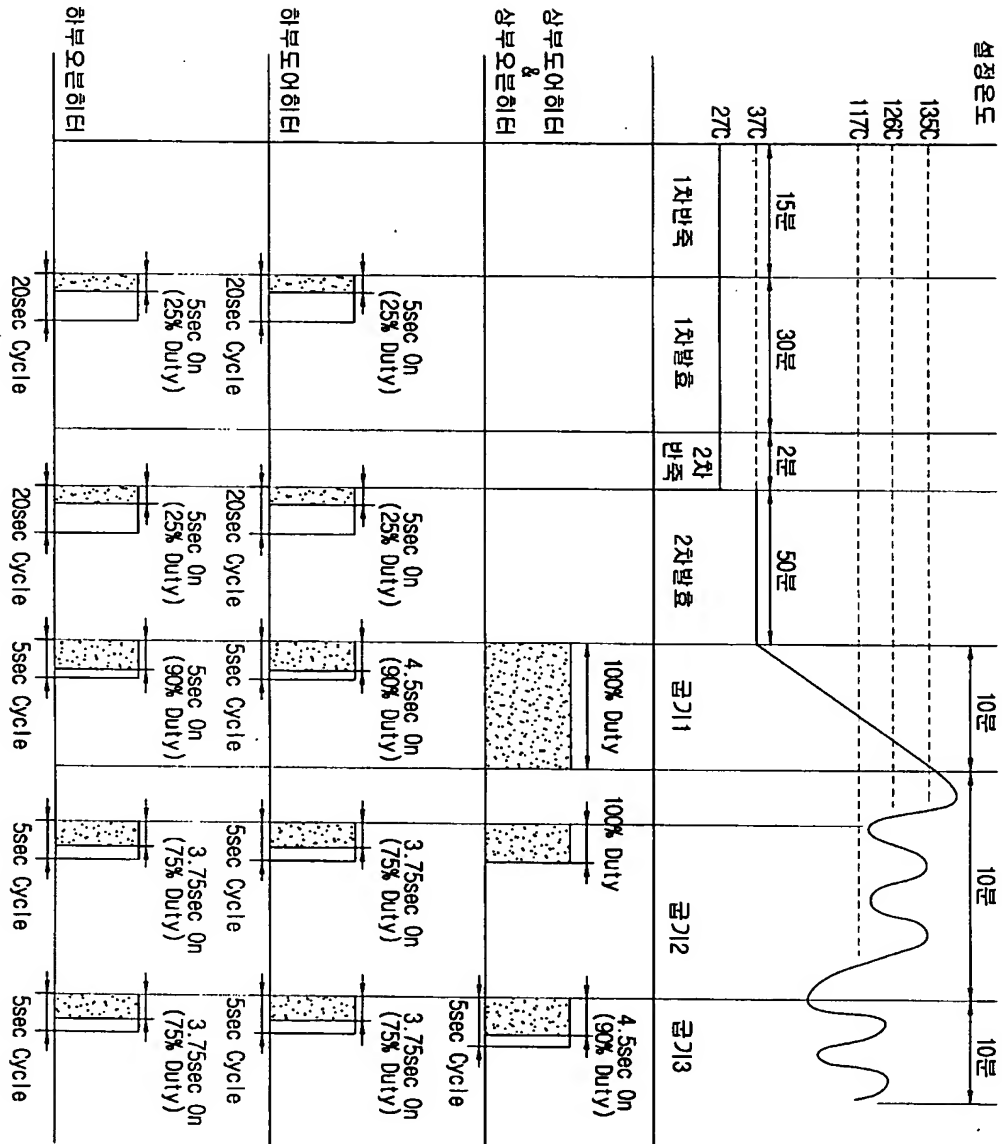 설정온도
135C
126C
117C
37C
27C
15분
30분
2분
50분
10분
10분
10분
1차반죽
1차발효
2차
반죽
2차발효
굽기1
굽기2
굽기3
상부도어히터
&
상부오븐히터
100% Duty
100% Duty
4.5sec On
(90% Duty)
5sec Cycle
하부도어히터
5sec On
(25% Duty)
20sec Cycle
5sec On
(25% Duty)
20sec Cycle
4.5sec On
(90% Duty)
5sec Cycle
3.75sec On
(75% Duty)
5sec Cycle
3.75sec On
(75% Duty)
5sec Cycle
하부오븐히터
5sec On
(25% Duty)
20sec Cycle
5sec On
(25% Duty)
20sec Cycle
5sec On
(90% Duty)
5sec Cycle
3.75sec On
(75% Duty)
5sec Cycle
3.75sec On
(75% Duty)
5sec Cycle